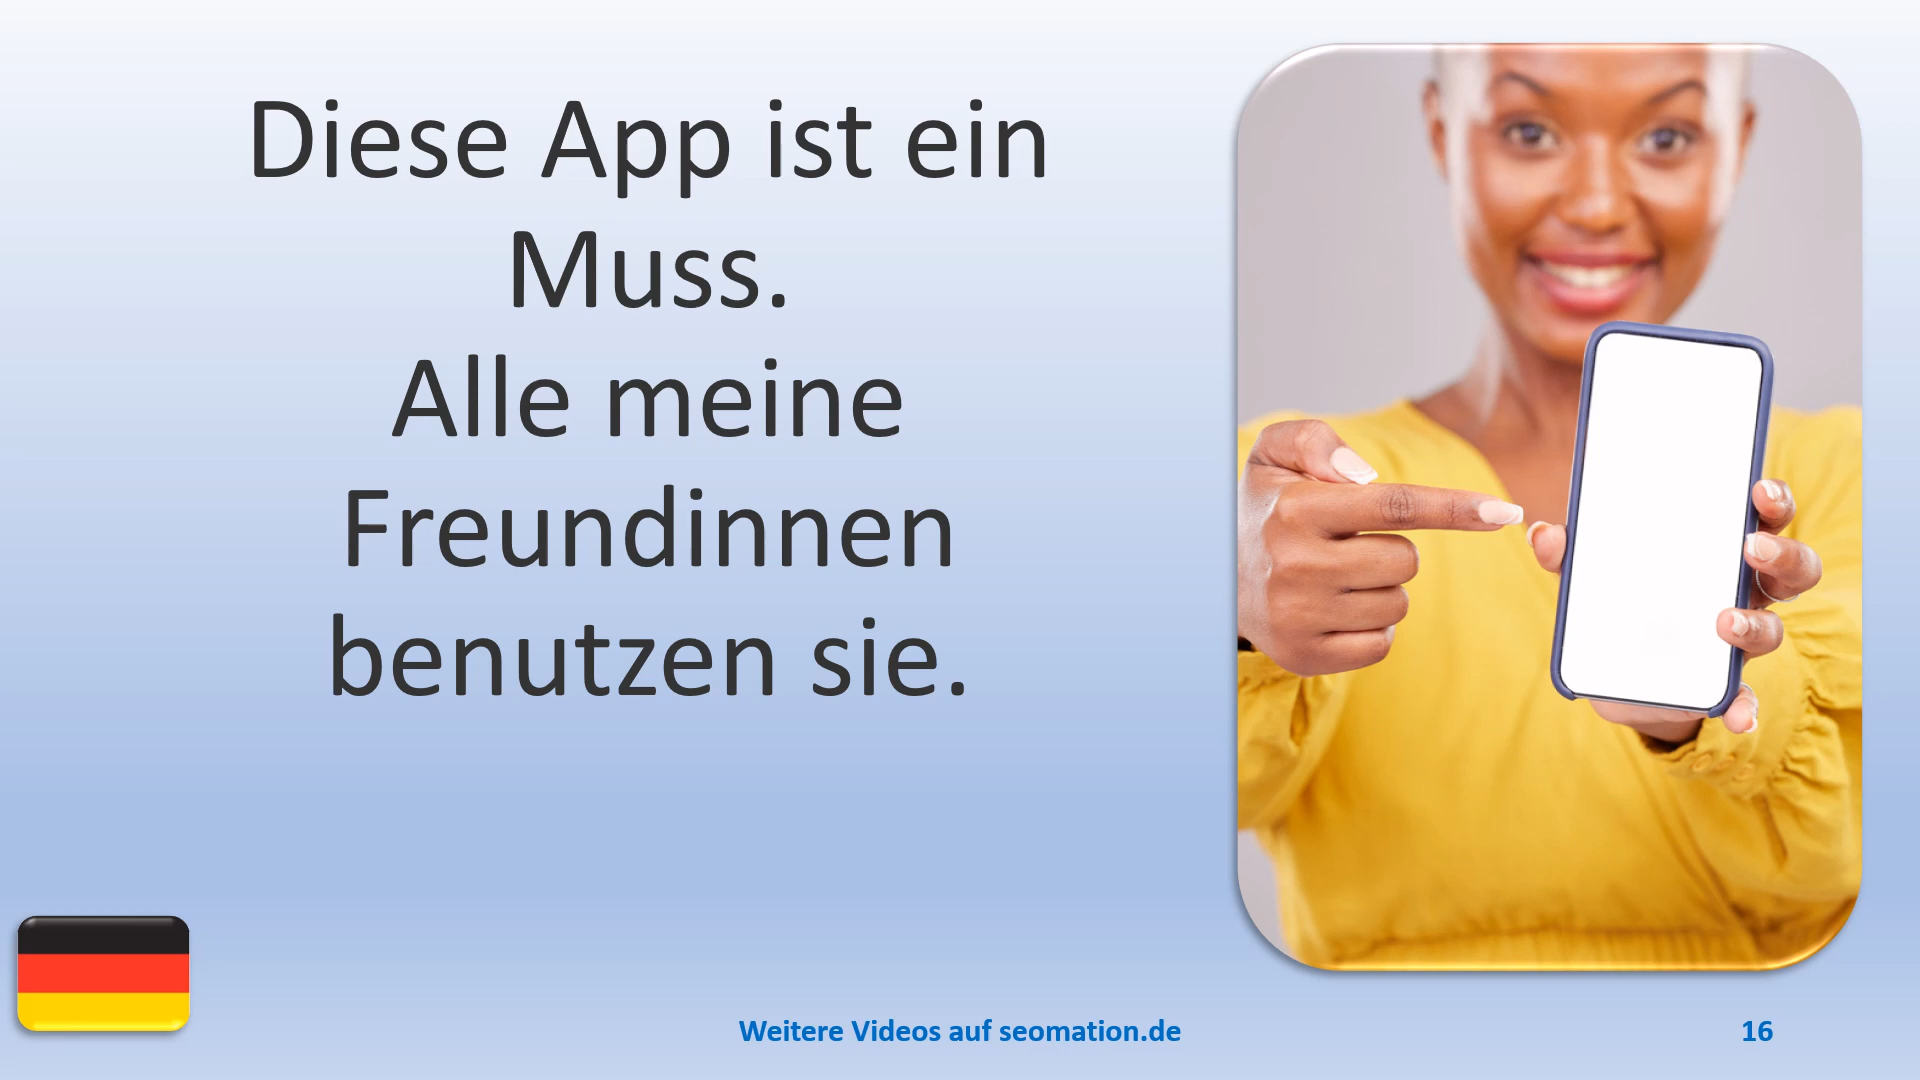 Diese App ist ein
Muss.
Alle meine
Freundinnen
benutzen sie.
Weitere Videos auf seomation.de
16